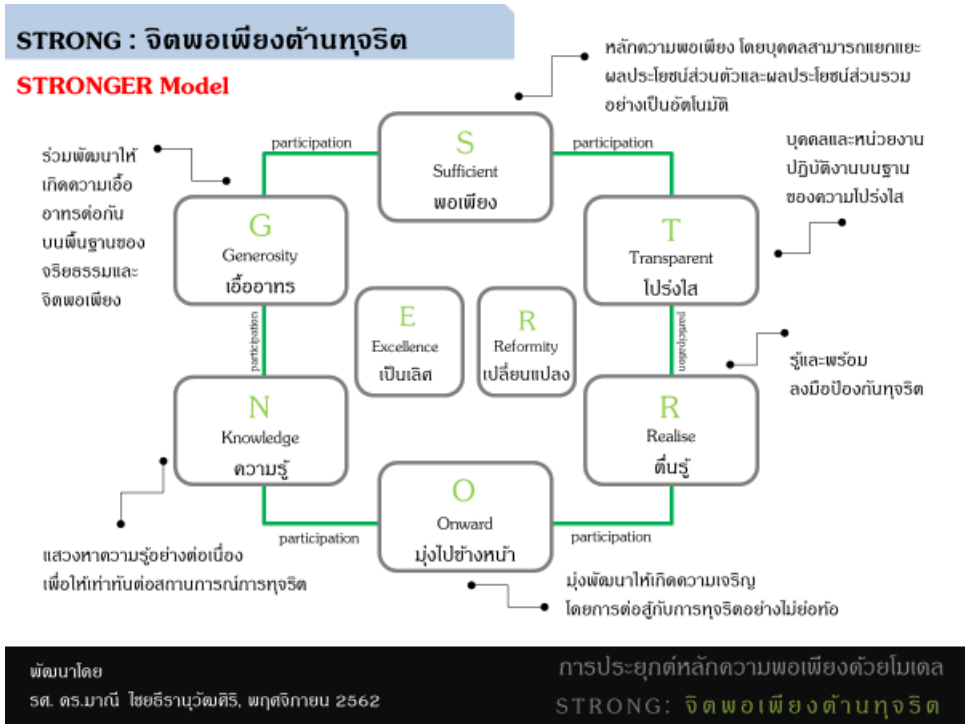 STRONG : จิตพอเพียงต้านทุจริต
STRONGER Model
หลักความพอเพียง โดยบุคคลสามารถแยกแยะ
ผลประโยชน์ส่วนตัวและผลประโยชน์ส่วนรวม
อย่างเป็นอัตโนมัติ
participation
S
Sufficient
พอเพียง
participation
บุคคลและหน่วยงาน
ปฏิบัติงานบนฐาน
ของความโปร่งใส
ร่วมพัฒนาให้
เกิดความเอื้อ
อาทรต่อกัน
บนพื้นฐานของ
จริยธรรมและ
จิตพอเพียง
G
Generosity
เอื้ออาทร
T
Transparent
โปร่งใส
E
Excellence
เป็นเลิศ
R
Reformity
เปลี่ยนแปลง
participation
participation
รู้และพร้อม
ลงมือป้องกันทุจริต
N
Knowledge
ความรู้
R
Realise
ตื่นรู้
O
Onward
มุ่งไปข้างหน้า
participation
participation
แสวงหาความรู้อย่างต่อเนื่อง
เพื่อให้เท่าทันต่อสถานการณ์การทุจริต
มุ่งพัฒนาให้เกิดความเจริญ
โดยการต่อสู้กับการทุจริตอย่างไม่ย่อท้อ
พัฒนาโดย
รศ. ดร.มาณี ไชยธีรานุวัฒศิริ, พฤศจิกายน 2562
การประยุกต์หลักความพอเพียงด้วยโมเดล
STRONG: จิตพอเพียงต้านทุจริต